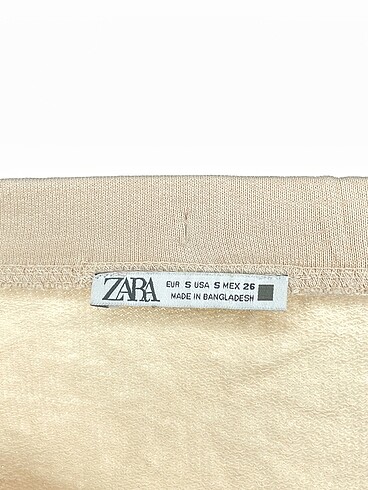 ZARA
EUR S USA S MEX 26
MADE IN BANGLADESH